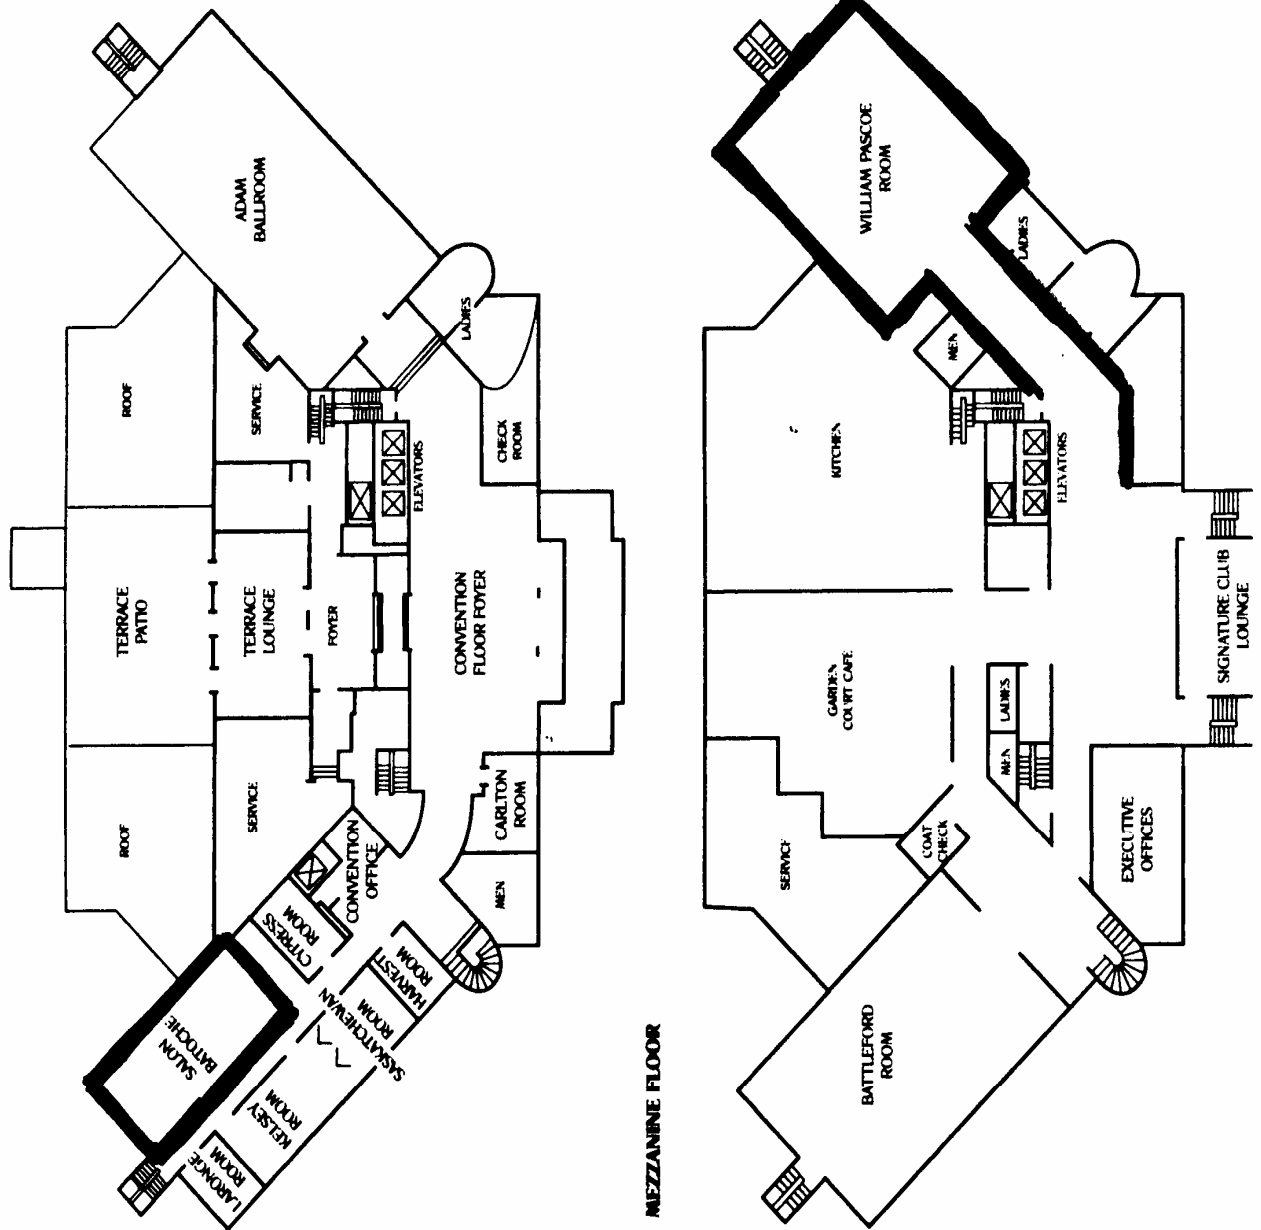 ADAM
BALLROOM
LADIES
ROOF
SERVICE
CHECK
ROOM
ELEVATORS
TERRACE
PATIO
TERRACE
LOUNGE
FOYER
CONVENTION
FLOOR FOYER
ROOF
SERVICE
CONVENTION
OFFICE
CARLTON
ROOM
MEN
CYPRESS
ROOM
HARVEST
ROOM
SASKATCHEWAN
ROOM
SALON
BATOCHE
KELSEY
ROOM
LARONGE
ROOM
MEZZANINE FLOOR
WILLIAM PASCOE
ROOM
LADIES
MEN
KITCHEN
ELEVATORS
GARDEN
COURT CAFE
LADIES
MEN
SIGNATURE CLUB
LOUNGE
SERVICE
COAT
CHECK
EXECUTIVE
OFFICES
BATTLEFORD
ROOM